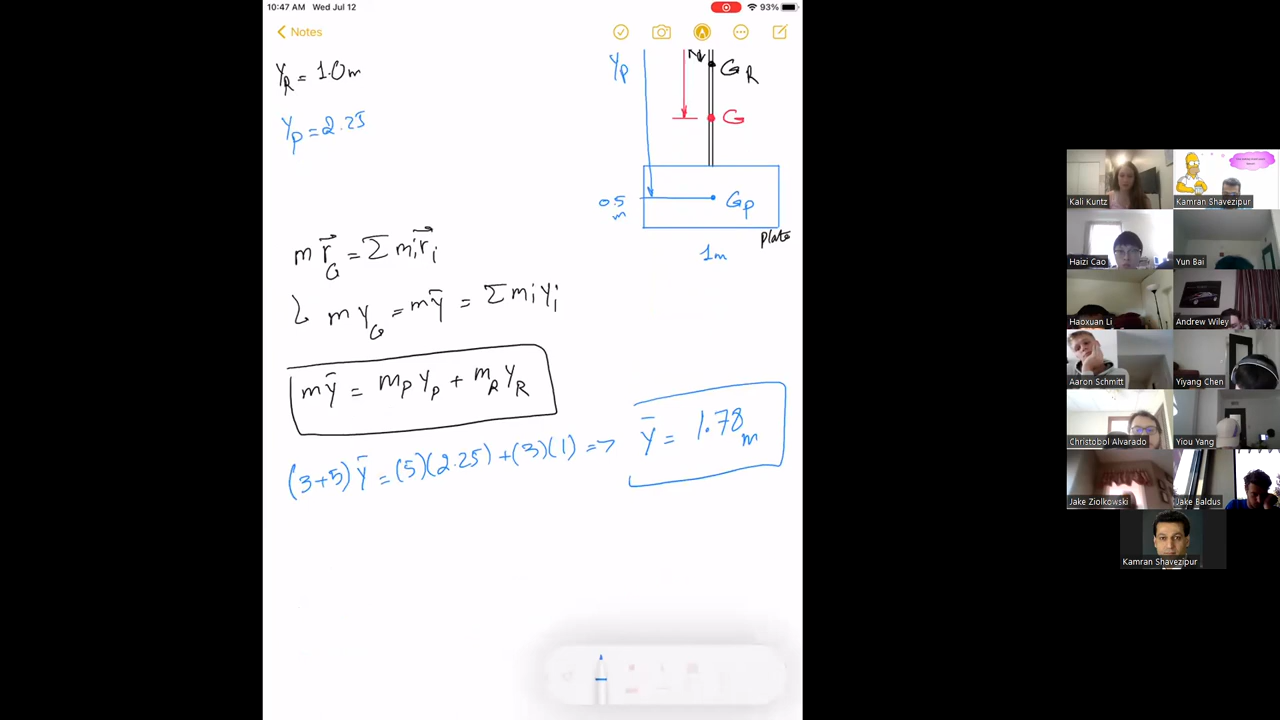 10:47 AM Wed Jul 12
93%
Notes
Y_R = 1.0m
Y_P = 2.25
Y_P
G_R
G
0.5
m
G_P
plate
1m
m r⃗_G = Σ m_i r⃗_i
m Y_G = m Ȳ = Σ m_i Y_i
m Ȳ = m_P Y_P + m_R Y_R
(3+5) Ȳ = (5)(2.25) + (3)(1) =>
Ȳ = 1.78 m
Kali Kuntz
Kamran Shavezipur
Haizi Cao
Yun Bai
Haoxuan Li
Andrew Wiley
Aaron Schmitt
Yiyang Chen
Christobol Alvarado
Yiou Yang
Jake Ziolkowski
Jake Baldus
Kamran Shavezipur